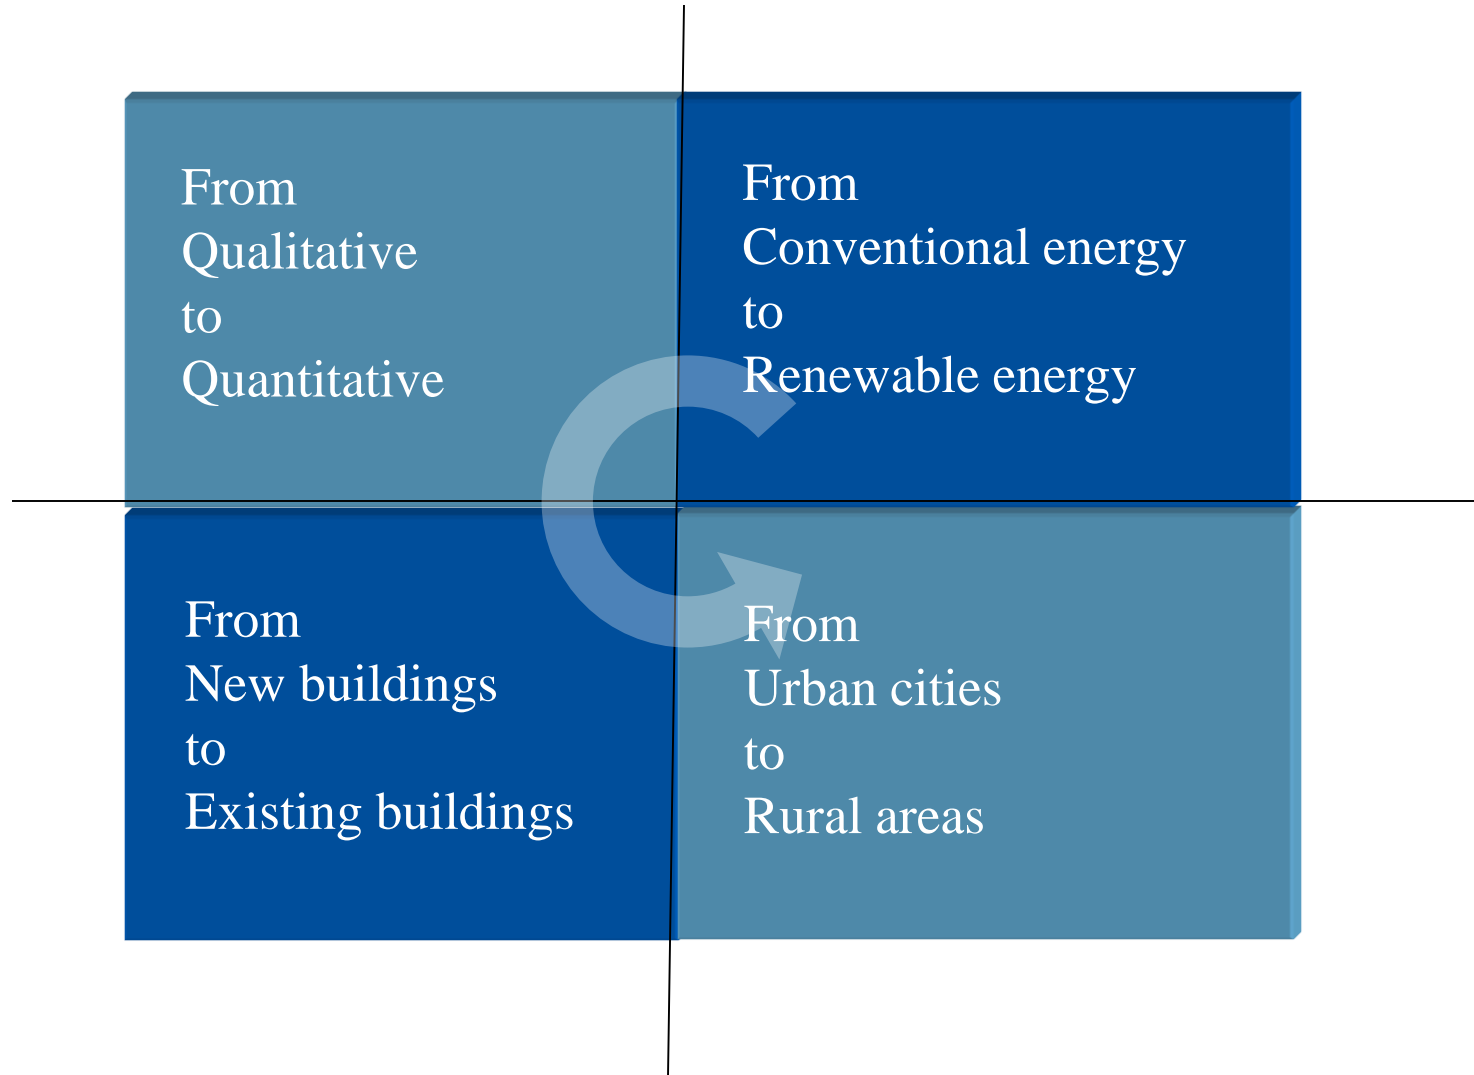 From
Qualitative
to
Quantitative
From
Conventional energy
to
Renewable energy
From
New buildings
to
Existing buildings
From
Urban cities
to
Rural areas